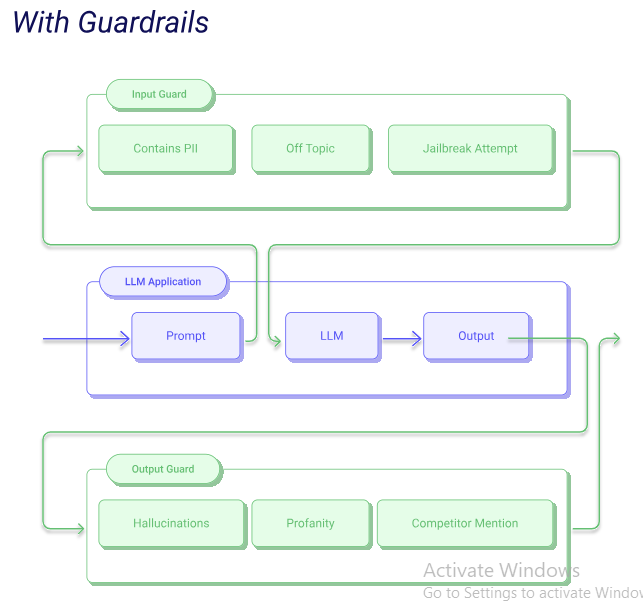 With Guardrails
Input Guard
Contains PII
Off Topic
Jailbreak Attempt
LLM Application
Prompt
LLM
Output
Output Guard
Hallucinations
Profanity
Competitor Mention
Activate Windows
Go to Settings to activate Windo